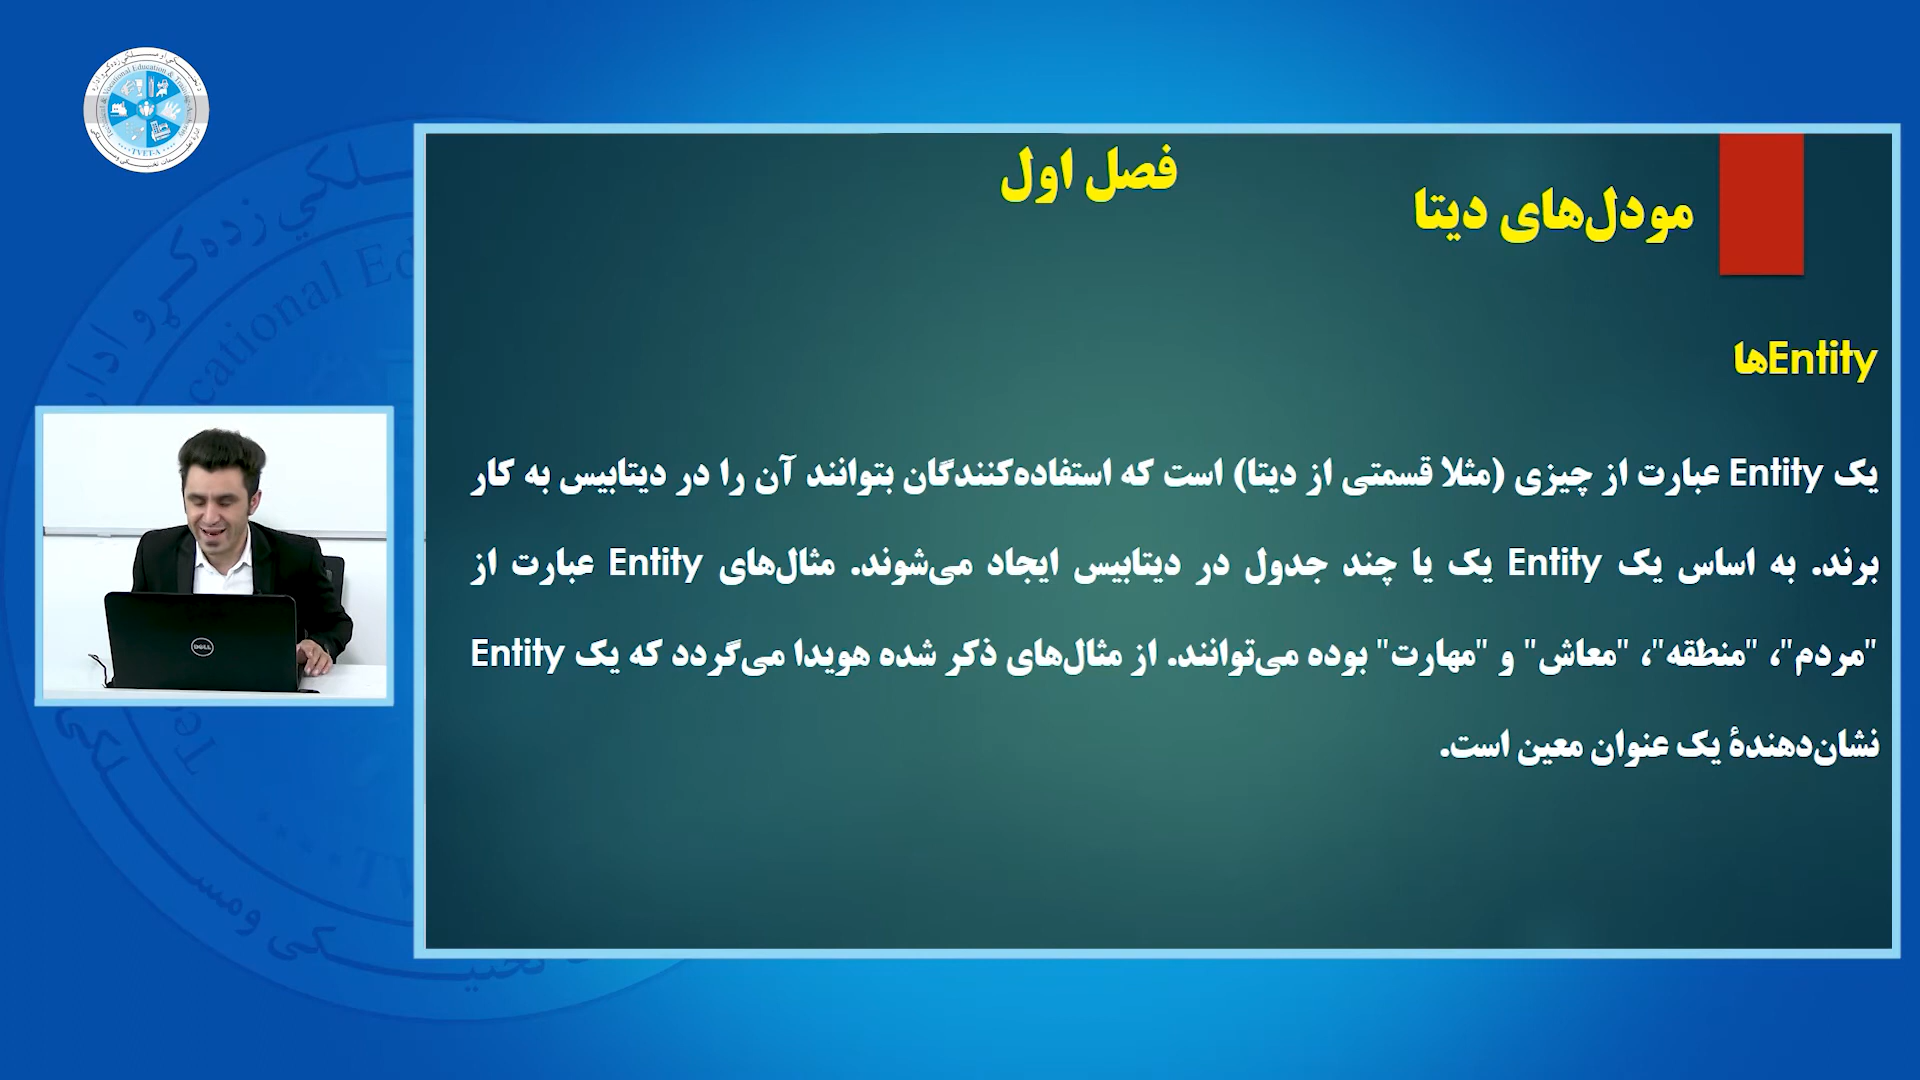 فصل اول
مودل‌های دیتا
Entityها
یک Entity عبارت از چیزی (مثلا قسمتی از دیتا) است که استفاده‌کنندگان بتوانند آن را در دیتابیس به کار
برند. به اساس یک Entity یک یا چند جدول در دیتابیس ایجاد می‌شوند. مثال‌های Entity عبارت از
"مردم"، "منطقه"، "معاش" و "مهارت" بوده می‌توانند. از مثال‌های ذکر شده هویدا می‌گردد که یک Entity
نشان‌دهندهٔ یک عنوان معین است.
DELL
TVET-A